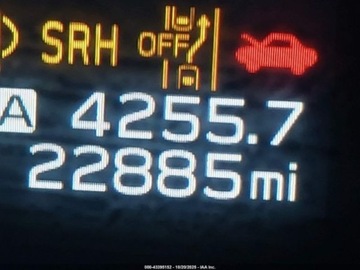 SRH OFF
A 4255.7
22885 mi
000-43395152 - 10/20/2025 - IAA Inc.